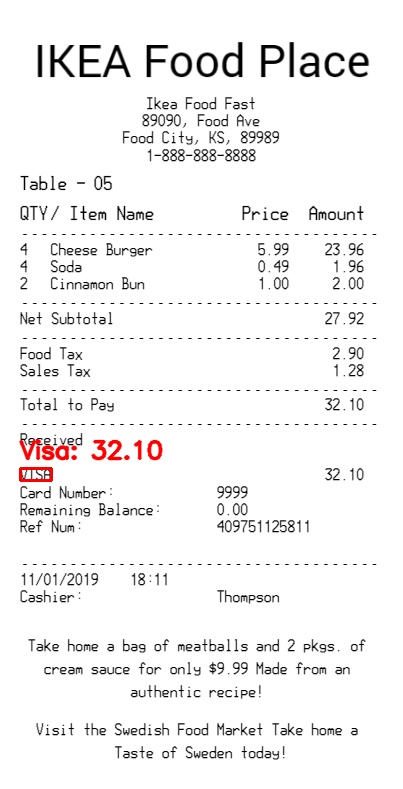 IKEA Food Place
Ikea Food Fast
89090, Food Ave
Food City, KS, 89989
1-888-888-8888
Table - 05
QTY/ Item Name Price Amount
4 Cheese Burger 5.99 23.96
4 Soda 0.49 1.96
2 Cinnamon Bun 1.00 2.00
Net Subtotal 27.92
Food Tax 2.90
Sales Tax 1.28
Total to Pay 32.10
Received
Visa: 32.10
VISA 32.10
Card Number: 9999
Remaining Balance: 0.00
Ref Num: 409751125811
11/01/2019 18:11
Cashier: Thompson
Take home a bag of meatballs and 2 pkgs. of
cream sauce for only $9.99 Made from an
authentic recipe!
Visit the Swedish Food Market Take home a
Taste of Sweden today!